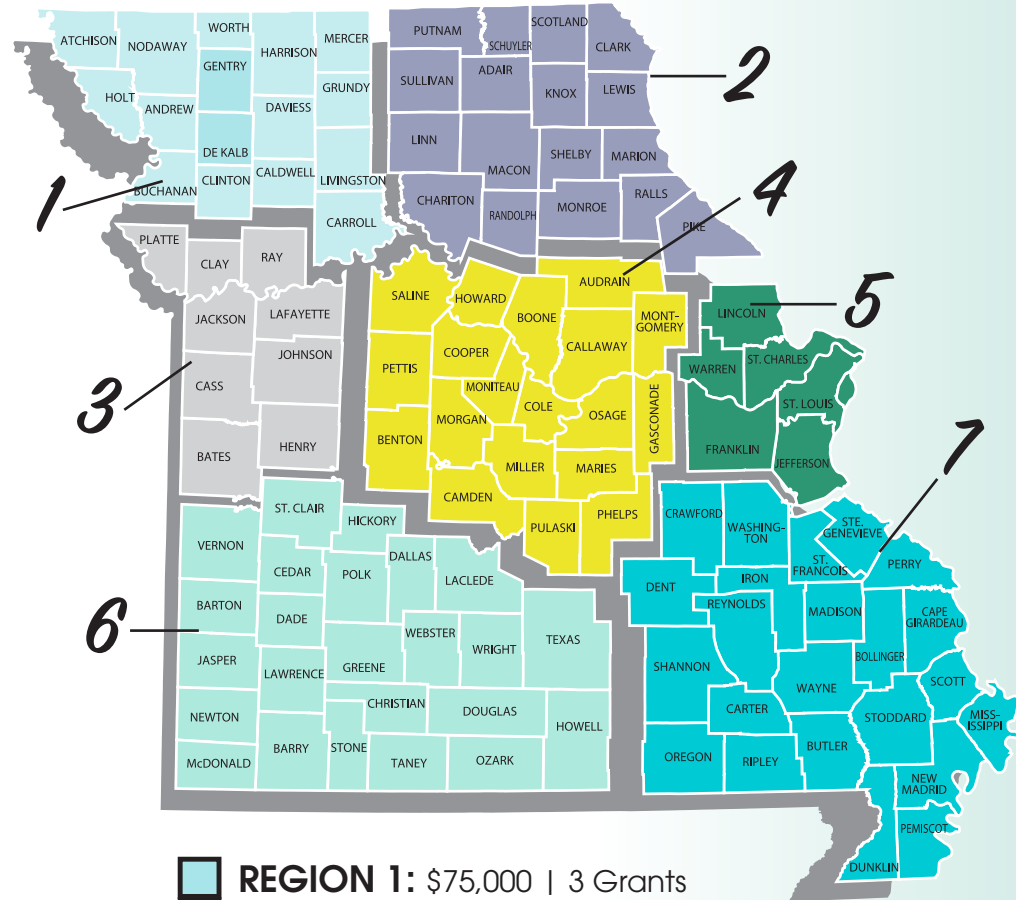 ATCHISON
NODAWAY
WORTH
HARRISON
MERCER
GENTRY
GRUNDY
HOLT
ANDREW
DAVIESS
DE KALB
BUCHANAN
CLINTON
CALDWELL
LIVINGSTON
CARROLL
1
PUTNAM
SCHUYLER
SCOTLAND
CLARK
SULLIVAN
ADAIR
KNOX
LEWIS
LINN
MACON
SHELBY
MARION
CHARITON
RANDOLPH
MONROE
RALLS
PIKE
2
PLATTE
CLAY
RAY
JACKSON
LAFAYETTE
JOHNSON
CASS
HENRY
BATES
3
SALINE
HOWARD
BOONE
AUDRAIN
MONT-
GOMERY
COOPER
CALLAWAY
PETTIS
MONITEAU
COLE
OSAGE
GASCONADE
MORGAN
BENTON
MILLER
MARIES
CAMDEN
PULASKI
PHELPS
4
LINCOLN
WARREN
ST. CHARLES
ST. LOUIS
FRANKLIN
JEFFERSON
5
ST. CLAIR
HICKORY
VERNON
CEDAR
POLK
DALLAS
LACLEDE
BARTON
DADE
WEBSTER
WRIGHT
TEXAS
JASPER
LAWRENCE
GREENE
CHRISTIAN
DOUGLAS
HOWELL
NEWTON
BARRY
STONE
TANEY
OZARK
McDONALD
6
CRAWFORD
WASHING-
TON
STE.
GENEVIEVE
ST.
FRANCOIS
PERRY
DENT
IRON
REYNOLDS
MADISON
CAPE
GIRARDEAU
SHANNON
BOLLINGER
WAYNE
SCOTT
CARTER
STODDARD
MISS-
ISSIPPI
OREGON
RIPLEY
BUTLER
NEW
MADRID
PEMISCOT
DUNKLIN
7
REGION 1: $75,000 | 3 Grants